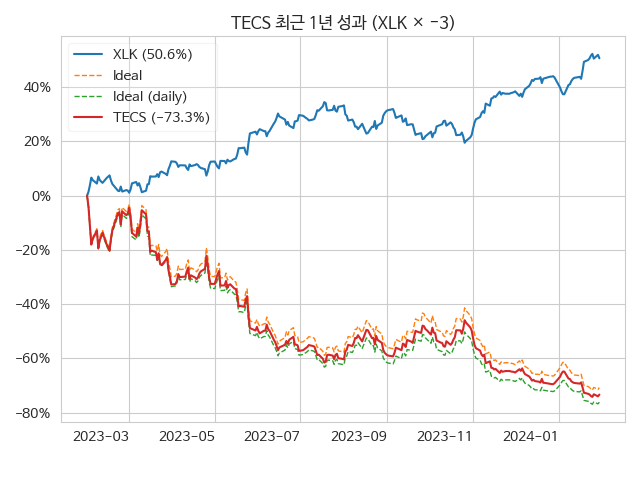 TECS 최근 1년 성과 (XLK × −3)
XLK (50.6%)
Ideal
Ideal (daily)
TECS (−73.3%)
40%
20%
0%
−20%
−40%
−60%
−80%
2023−03
2023−05
2023−07
2023−09
2023−11
2024−01